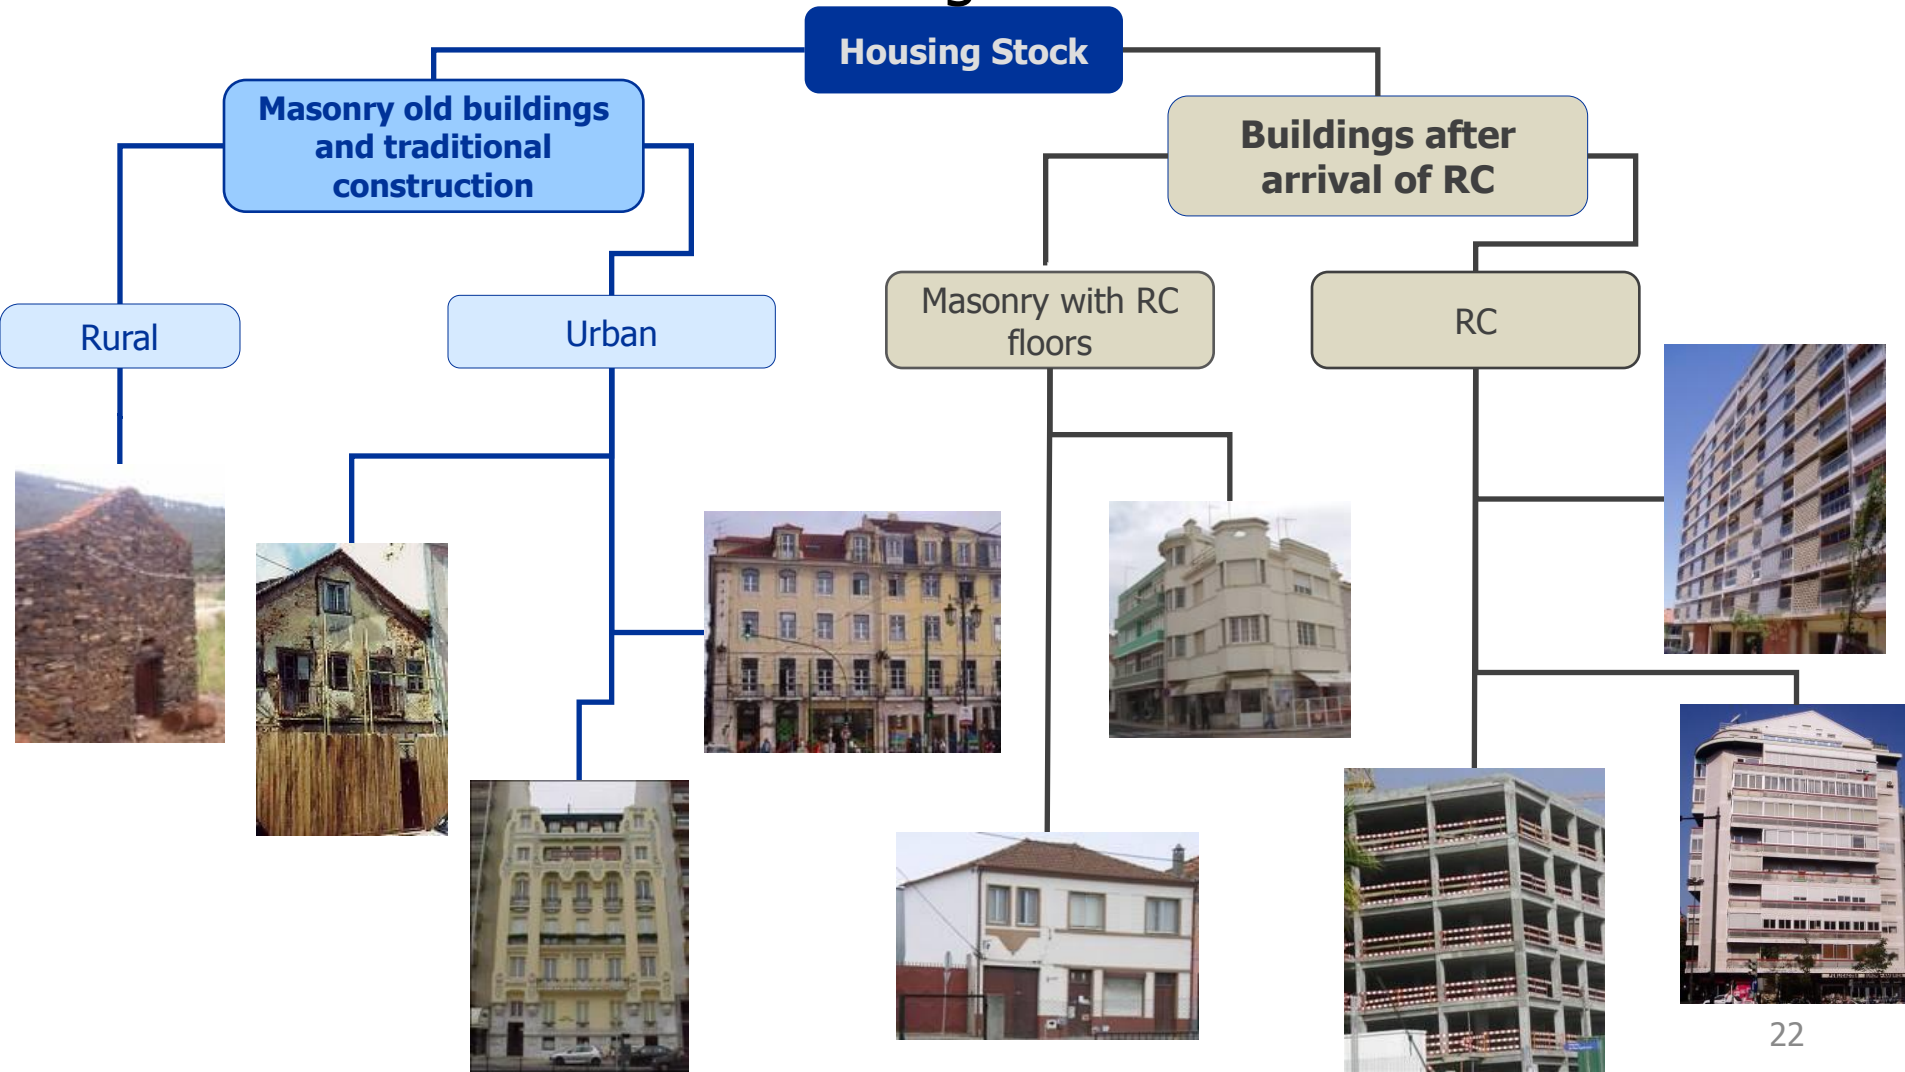 Housing Stock
Masonry old buildings
and traditional
construction
Buildings after
arrival of RC
Rural
Urban
Masonry with RC
floors
RC
22